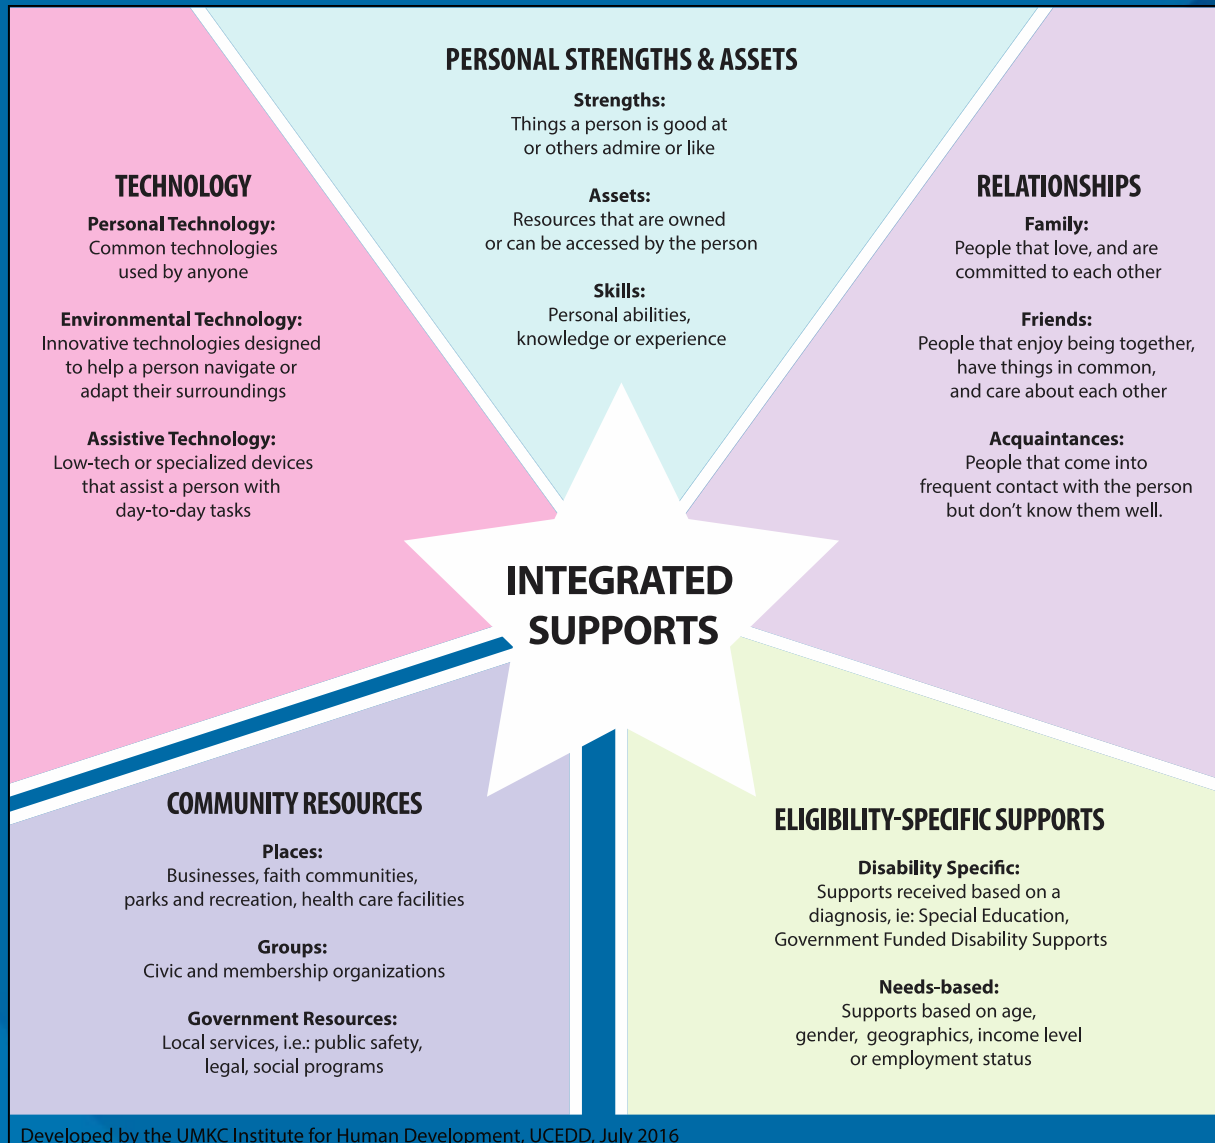 PERSONAL STRENGTHS & ASSETS
Strengths:
Things a person is good at
or others admire or like
Assets:
Resources that are owned
or can be accessed by the person
Skills:
Personal abilities,
knowledge or experience
TECHNOLOGY
Personal Technology:
Common technologies
used by anyone
Environmental Technology:
Innovative technologies designed
to help a person navigate or
adapt their surroundings
Assistive Technology:
Low-tech or specialized devices
that assist a person with
day-to-day tasks
RELATIONSHIPS
Family:
People that love, and are
committed to each other
Friends:
People that enjoy being together,
have things in common,
and care about each other
Acquaintances:
People that come into
frequent contact with the person
but don’t know them well.
INTEGRATED
SUPPORTS
COMMUNITY RESOURCES
Places:
Businesses, faith communities,
parks and recreation, health care facilities
Groups:
Civic and membership organizations
Government Resources:
Local services, i.e.: public safety,
legal, social programs
ELIGIBILITY-SPECIFIC SUPPORTS
Disability Specific:
Supports received based on a
diagnosis, ie: Special Education,
Government Funded Disability Supports
Needs-based:
Supports based on age,
gender, geographics, income level
or employment status
Developed by the UMKC Institute for Human Development, UCEDD, July 2016